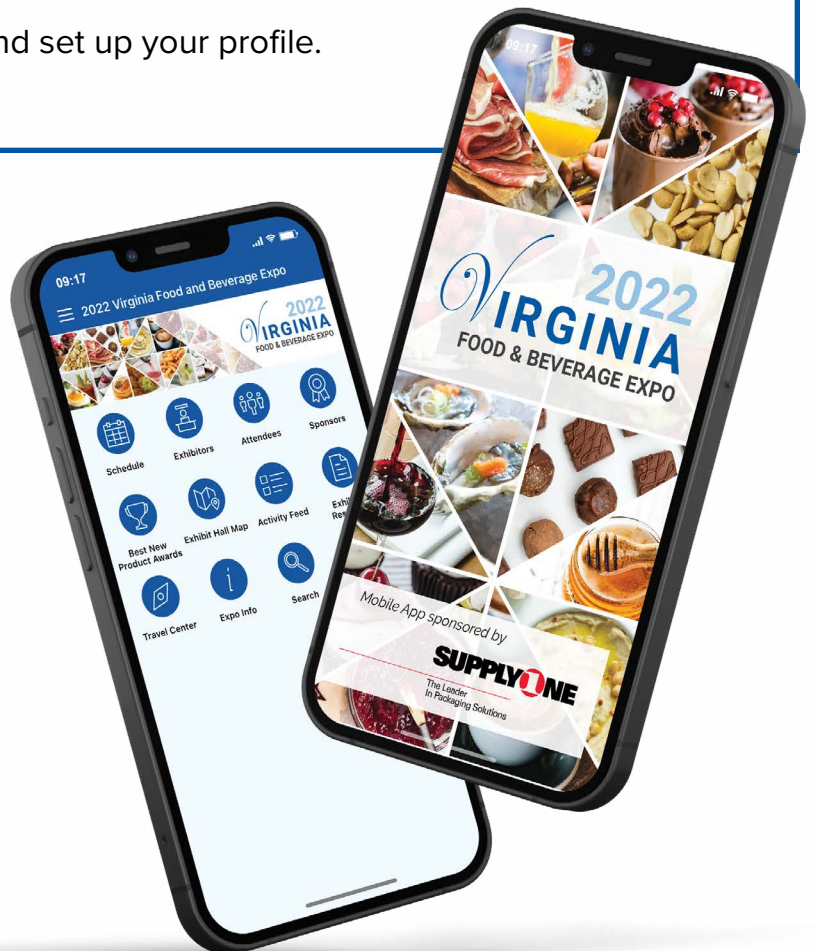 nd set up your profile.
09:17
2022
VIRGINIA
FOOD & BEVERAGE EXPO
Mobile App sponsored by
SUPPLYONE
The Leader
In Packaging Solutions
09:17
2022 Virginia Food and Beverage Expo
2022
VIRGINIA
FOOD & BEVERAGE EXPO
Schedule
Exhibitors
Attendees
Sponsors
Best New
Product Awards
Exhibit Hall Map
Activity Feed
Exhi
Res
Travel Center
Expo Info
Search